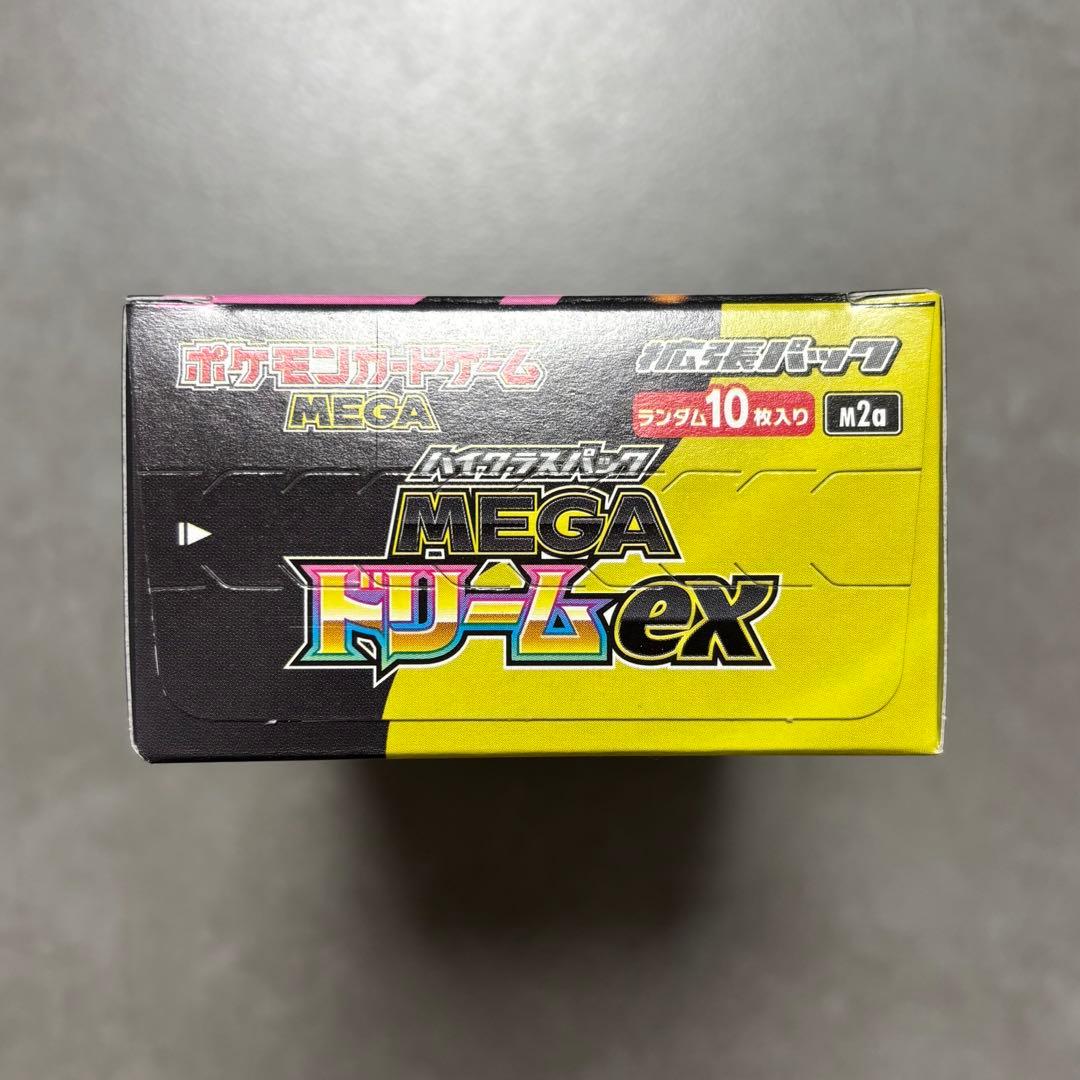 ポケモンカードゲーム
MEGA
拡張パック
ランダム10枚入り
M2a
ハイクラスパック
MEGA
ドリームex